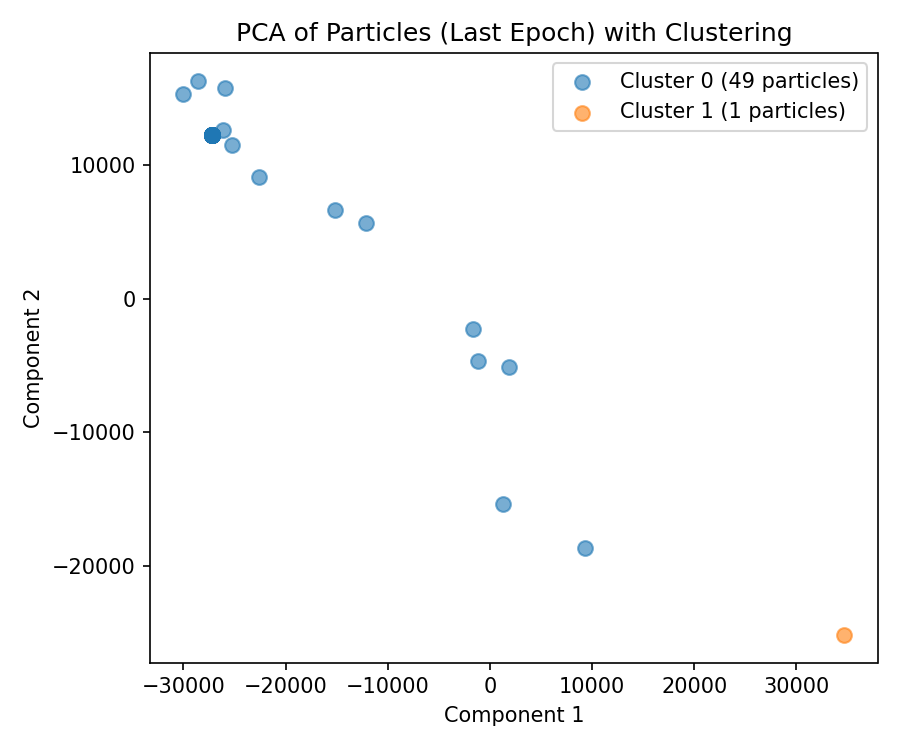 PCA of Particles (Last Epoch) with Clustering
Cluster 0 (49 particles)
Cluster 1 (1 particles)
10000
0
−10000
−20000
Component 2
−30000 −20000 −10000 0 10000 20000 30000
Component 1